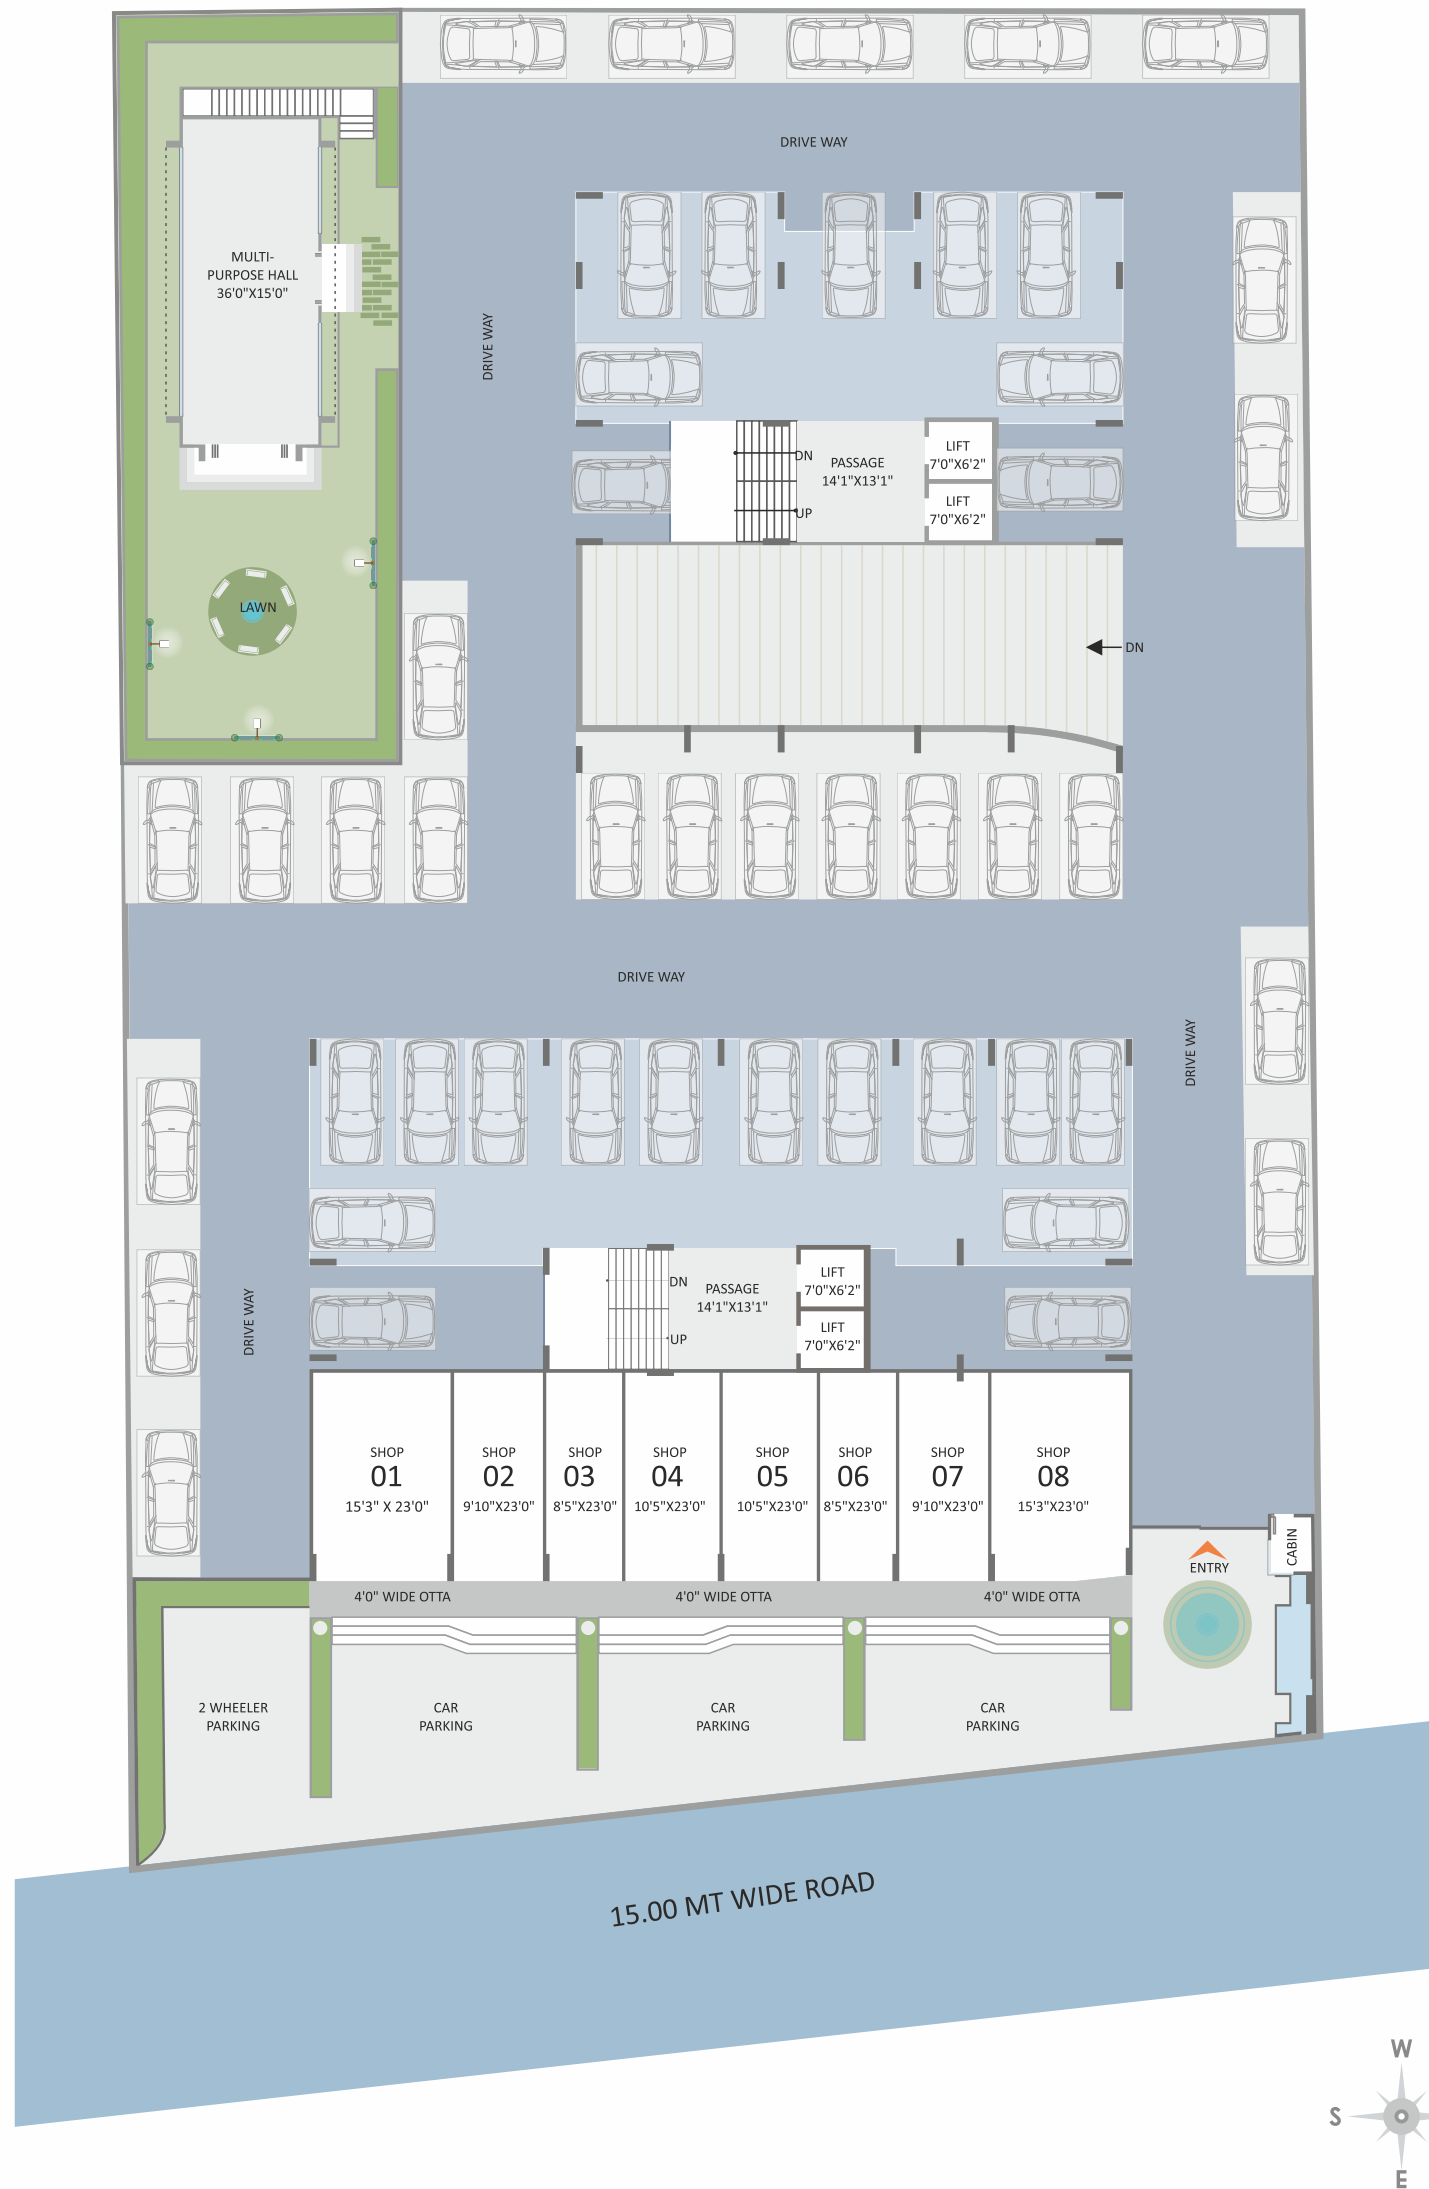 DRIVE WAY
MULTI-
PURPOSE HALL
36'0"X15'0"
DRIVE WAY
DN
UP
PASSAGE
14'1"X13'1"
LIFT
7'0"X6'2"
LIFT
7'0"X6'2"
LAWN
DN
DRIVE WAY
DRIVE WAY
DRIVE WAY
DN
UP
PASSAGE
14'1"X13'1"
LIFT
7'0"X6'2"
LIFT
7'0"X6'2"
SHOP
01
15'3" X 23'0"
SHOP
02
9'10"X23'0"
SHOP
03
8'5"X23'0"
SHOP
04
10'5"X23'0"
SHOP
05
10'5"X23'0"
SHOP
06
8'5"X23'0"
SHOP
07
9'10"X23'0"
SHOP
08
15'3"X23'0"
CABIN
ENTRY
4'0" WIDE OTTA
4'0" WIDE OTTA
4'0" WIDE OTTA
2 WHEELER
PARKING
CAR
PARKING
CAR
PARKING
CAR
PARKING
15.00 MT WIDE ROAD
W
S
E